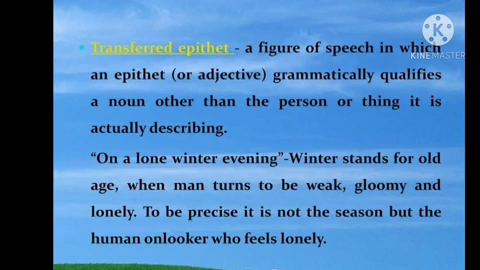 Transferred epithet - a figure of speech in which
an epithet (or adjective) grammatically qualifies
a noun other than the person or thing it is
actually describing.
“On a lone winter evening”-Winter stands for old
age, when man turns to be weak, gloomy and
lonely. To be precise it is not the season but the
human onlooker who feels lonely.
K
KINEMASTER